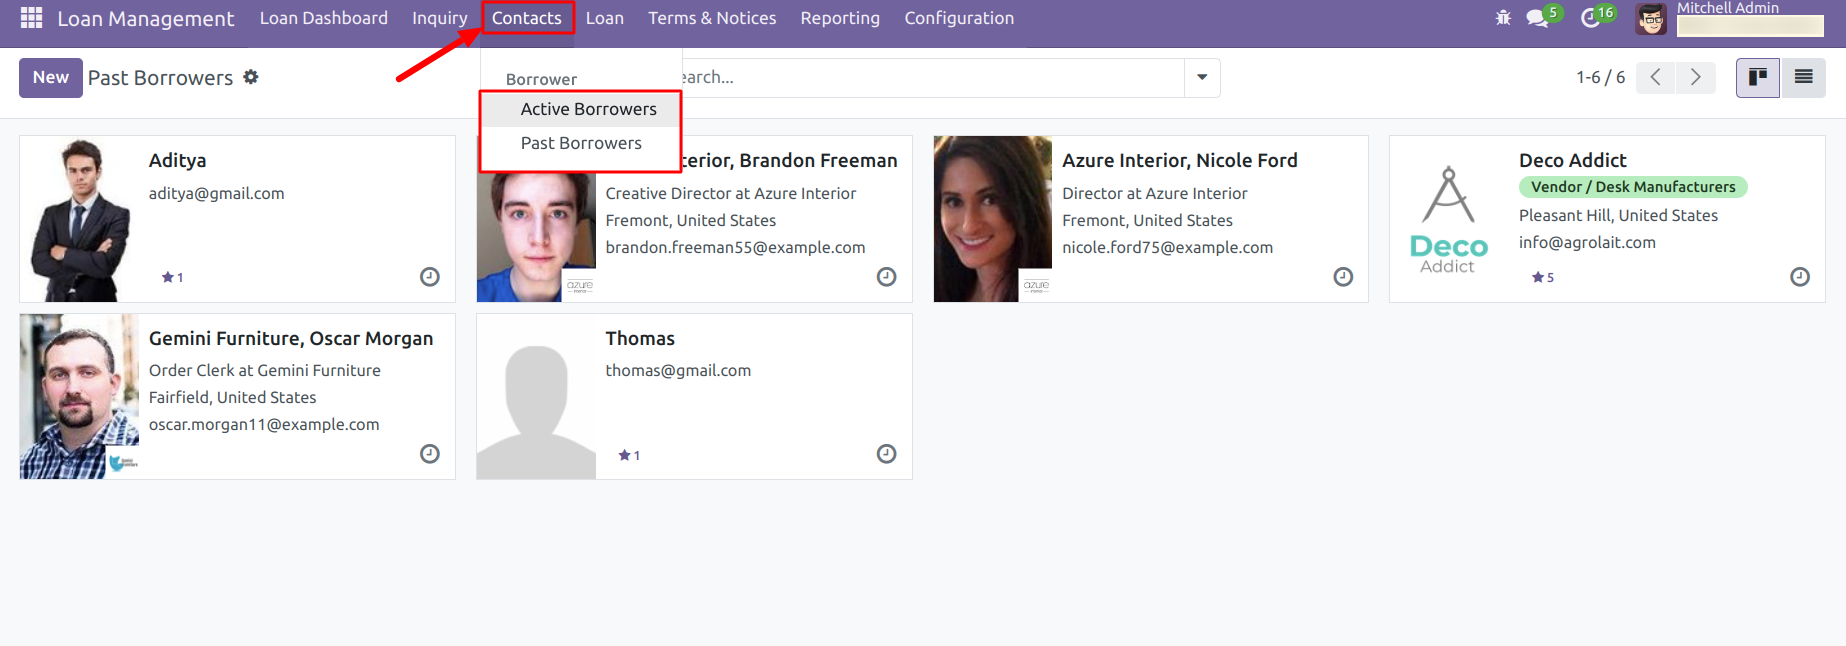 Loan Management Loan Dashboard Inquiry Contacts Loan Terms & Notices Reporting Configuration 5 16 Mitchell Admin
New Past Borrowers earch... 1-6 / 6
Borrower
Active Borrowers
Past Borrowers
Aditya
aditya@gmail.com
1
terior, Brandon Freeman
Creative Director at Azure Interior
Fremont, United States
brandon.freeman55@example.com
azure
Azure Interior, Nicole Ford
Director at Azure Interior
Fremont, United States
nicole.ford75@example.com
azure
Deco Addict
Vendor / Desk Manufacturers
Pleasant Hill, United States
info@agrolait.com
Deco
Addict
5
Gemini Furniture, Oscar Morgan
Order Clerk at Gemini Furniture
Fairfield, United States
oscar.morgan11@example.com
Thomas
thomas@gmail.com
1